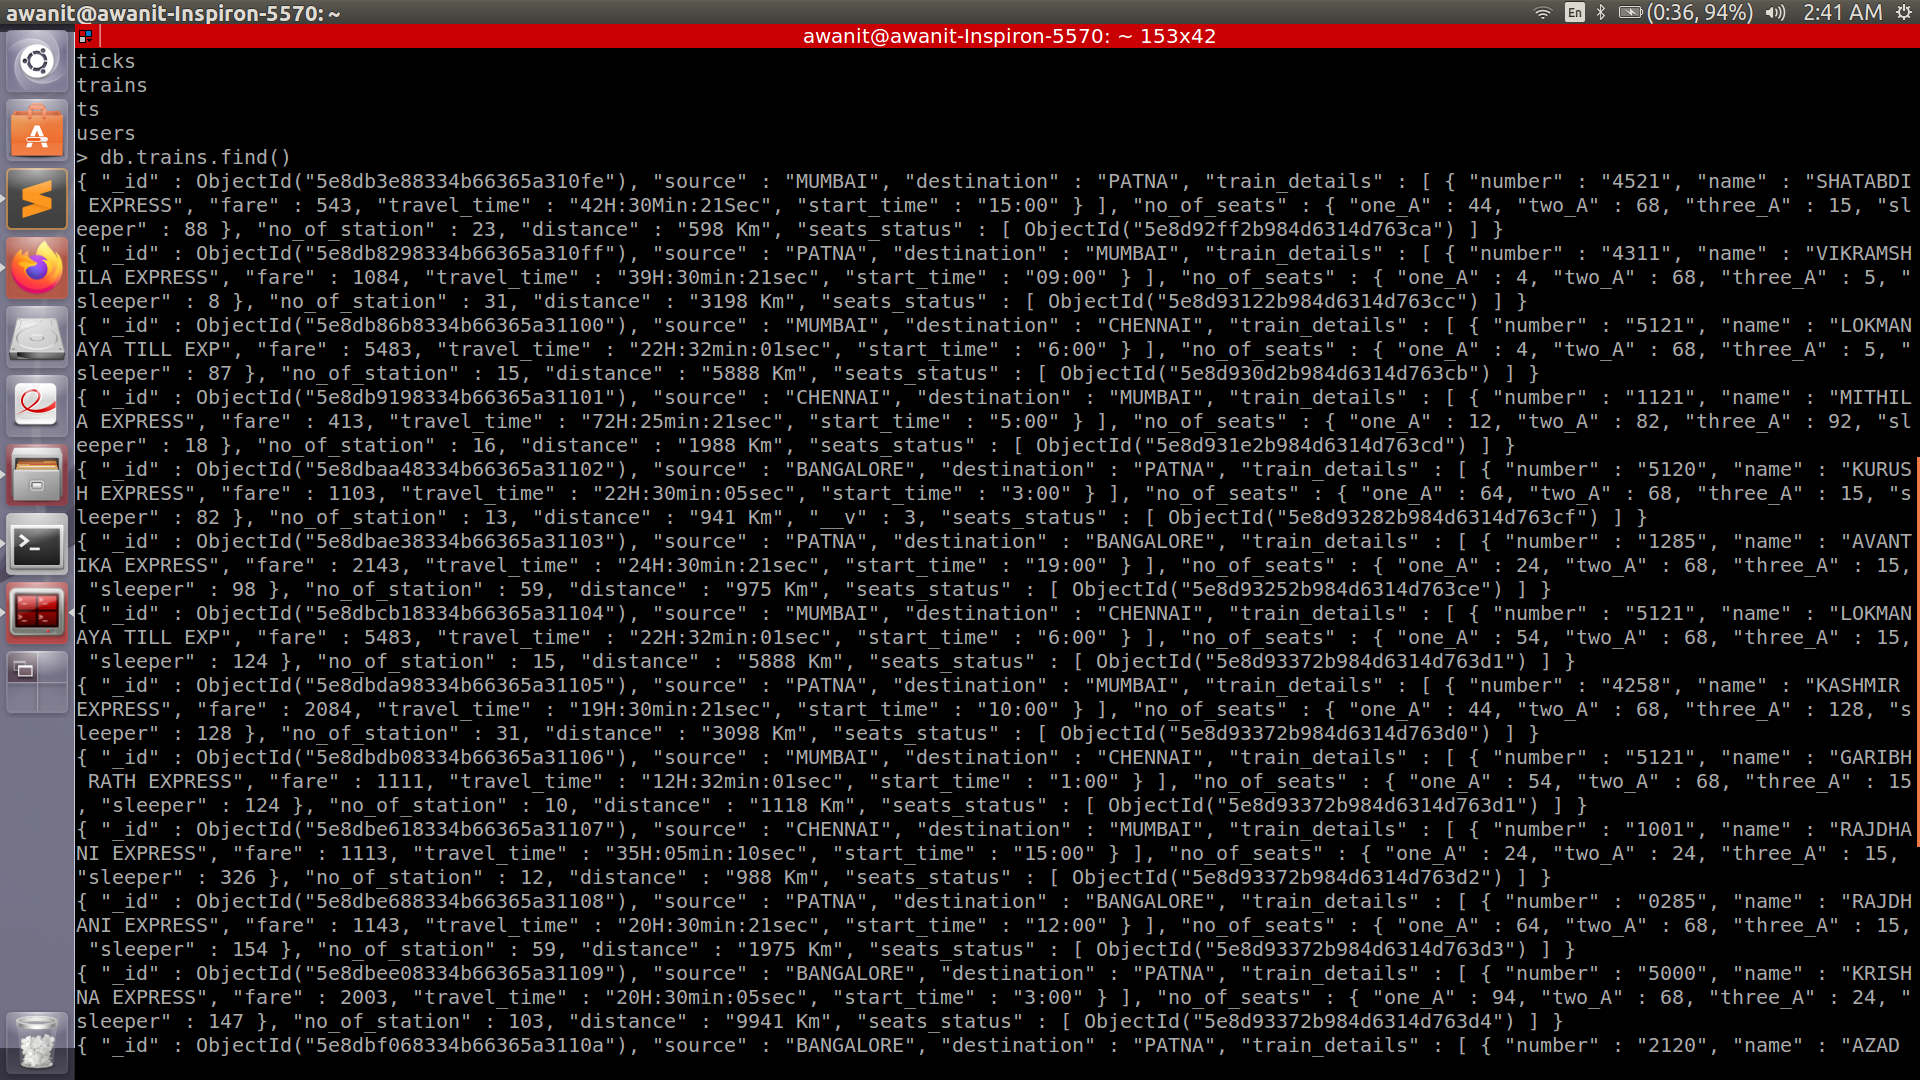 awanit@awanit-Inspiron-5570: ~
En
(0:36, 94%)
2:41 AM
awanit@awanit-Inspiron-5570: ~ 153x42
ticks
trains
ts
users
> db.trains.find()
{ "_id" : ObjectId("5e8db3e88334b66365a310fe"), "source" : "MUMBAI", "destination" : "PATNA", "train_details" : [ { "number" : "4521", "name" : "SHATABDI
 EXPRESS", "fare" : 543, "travel_time" : "42H:30Min:21Sec", "start_time" : "15:00" } ], "no_of_seats" : { "one_A" : 44, "two_A" : 68, "three_A" : 15, "sl
eeper" : 88 }, "no_of_station" : 23, "distance" : "598 Km", "seats_status" : [ ObjectId("5e8d92ff2b984d6314d763ca") ] }
{ "_id" : ObjectId("5e8db8298334b66365a310ff"), "source" : "PATNA", "destination" : "MUMBAI", "train_details" : [ { "number" : "4311", "name" : "VIKRAMSH
ILA EXPRESS", "fare" : 1084, "travel_time" : "39H:30min:21sec", "start_time" : "09:00" } ], "no_of_seats" : { "one_A" : 4, "two_A" : 68, "three_A" : 5, "
sleeper" : 8 }, "no_of_station" : 31, "distance" : "3198 Km", "seats_status" : [ ObjectId("5e8d93122b984d6314d763cc") ] }
{ "_id" : ObjectId("5e8db86b8334b66365a31100"), "source" : "MUMBAI", "destination" : "CHENNAI", "train_details" : [ { "number" : "5121", "name" : "LOKMAN
AYA TILL EXP", "fare" : 5483, "travel_time" : "22H:32min:01sec", "start_time" : "6:00" } ], "no_of_seats" : { "one_A" : 4, "two_A" : 68, "three_A" : 5, "
sleeper" : 87 }, "no_of_station" : 15, "distance" : "5888 Km", "seats_status" : [ ObjectId("5e8d930d2b984d6314d763cb") ] }
{ "_id" : ObjectId("5e8db9198334b66365a31101"), "source" : "CHENNAI", "destination" : "MUMBAI", "train_details" : [ { "number" : "1121", "name" : "MITHIL
A EXPRESS", "fare" : 413, "travel_time" : "72H:25min:21sec", "start_time" : "5:00" } ], "no_of_seats" : { "one_A" : 12, "two_A" : 82, "three_A" : 92, "sl
eeper" : 18 }, "no_of_station" : 16, "distance" : "1988 Km", "seats_status" : [ ObjectId("5e8d931e2b984d6314d763cd") ] }
{ "_id" : ObjectId("5e8dbaa48334b66365a31102"), "source" : "BANGALORE", "destination" : "PATNA", "train_details" : [ { "number" : "5120", "name" : "KURUS
H EXPRESS", "fare" : 1103, "travel_time" : "22H:30min:05sec", "start_time" : "3:00" } ], "no_of_seats" : { "one_A" : 64, "two_A" : 68, "three_A" : 15, "s
leeper" : 82 }, "no_of_station" : 13, "distance" : "941 Km", "__v" : 3, "seats_status" : [ ObjectId("5e8d93282b984d6314d763cf") ] }
{ "_id" : ObjectId("5e8dbae38334b66365a31103"), "source" : "PATNA", "destination" : "BANGALORE", "train_details" : [ { "number" : "1285", "name" : "AVANT
IKA EXPRESS", "fare" : 2143, "travel_time" : "24H:30min:21sec", "start_time" : "19:00" } ], "no_of_seats" : { "one_A" : 24, "two_A" : 68, "three_A" : 15,
 "sleeper" : 98 }, "no_of_station" : 59, "distance" : "975 Km", "seats_status" : [ ObjectId("5e8d93252b984d6314d763ce") ] }
{ "_id" : ObjectId("5e8dbcb18334b66365a31104"), "source" : "MUMBAI", "destination" : "CHENNAI", "train_details" : [ { "number" : "5121", "name" : "LOKMAN
AYA TILL EXP", "fare" : 5483, "travel_time" : "22H:32min:01sec", "start_time" : "6:00" } ], "no_of_seats" : { "one_A" : 54, "two_A" : 68, "three_A" : 15,
 "sleeper" : 124 }, "no_of_station" : 15, "distance" : "5888 Km", "seats_status" : [ ObjectId("5e8d93372b984d6314d763d1") ] }
{ "_id" : ObjectId("5e8dbda98334b66365a31105"), "source" : "PATNA", "destination" : "MUMBAI", "train_details" : [ { "number" : "4258", "name" : "KASHMIR
EXPRESS", "fare" : 2084, "travel_time" : "19H:30min:21sec", "start_time" : "10:00" } ], "no_of_seats" : { "one_A" : 44, "two_A" : 68, "three_A" : 128, "s
leeper" : 128 }, "no_of_station" : 31, "distance" : "3098 Km", "seats_status" : [ ObjectId("5e8d93372b984d6314d763d0") ] }
{ "_id" : ObjectId("5e8dbdb08334b66365a31106"), "source" : "MUMBAI", "destination" : "CHENNAI", "train_details" : [ { "number" : "5121", "name" : "GARIBH
 RATH EXPRESS", "fare" : 1111, "travel_time" : "12H:32min:01sec", "start_time" : "1:00" } ], "no_of_seats" : { "one_A" : 54, "two_A" : 68, "three_A" : 15
, "sleeper" : 124 }, "no_of_station" : 10, "distance" : "1118 Km", "seats_status" : [ ObjectId("5e8d93372b984d6314d763d1") ] }
{ "_id" : ObjectId("5e8dbe618334b66365a31107"), "source" : "CHENNAI", "destination" : "MUMBAI", "train_details" : [ { "number" : "1001", "name" : "RAJDHA
NI EXPRESS", "fare" : 1113, "travel_time" : "35H:05min:10sec", "start_time" : "15:00" } ], "no_of_seats" : { "one_A" : 24, "two_A" : 24, "three_A" : 15,
"sleeper" : 326 }, "no_of_station" : 12, "distance" : "988 Km", "seats_status" : [ ObjectId("5e8d93372b984d6314d763d2") ] }
{ "_id" : ObjectId("5e8dbe688334b66365a31108"), "source" : "PATNA", "destination" : "BANGALORE", "train_details" : [ { "number" : "0285", "name" : "RAJDH
ANI EXPRESS", "fare" : 1143, "travel_time" : "20H:30min:21sec", "start_time" : "12:00" } ], "no_of_seats" : { "one_A" : 64, "two_A" : 68, "three_A" : 15,
 "sleeper" : 154 }, "no_of_station" : 59, "distance" : "1975 Km", "seats_status" : [ ObjectId("5e8d93372b984d6314d763d3") ] }
{ "_id" : ObjectId("5e8dbee08334b66365a31109"), "source" : "BANGALORE", "destination" : "PATNA", "train_details" : [ { "number" : "5000", "name" : "KRISH
NA EXPRESS", "fare" : 2003, "travel_time" : "20H:30min:05sec", "start_time" : "3:00" } ], "no_of_seats" : { "one_A" : 94, "two_A" : 68, "three_A" : 24, "
sleeper" : 147 }, "no_of_station" : 103, "distance" : "9941 Km", "seats_status" : [ ObjectId("5e8d93372b984d6314d763d4") ] }
{ "_id" : ObjectId("5e8dbf068334b66365a3110a"), "source" : "BANGALORE", "destination" : "PATNA", "train_details" : [ { "number" : "2120", "name" : "AZAD